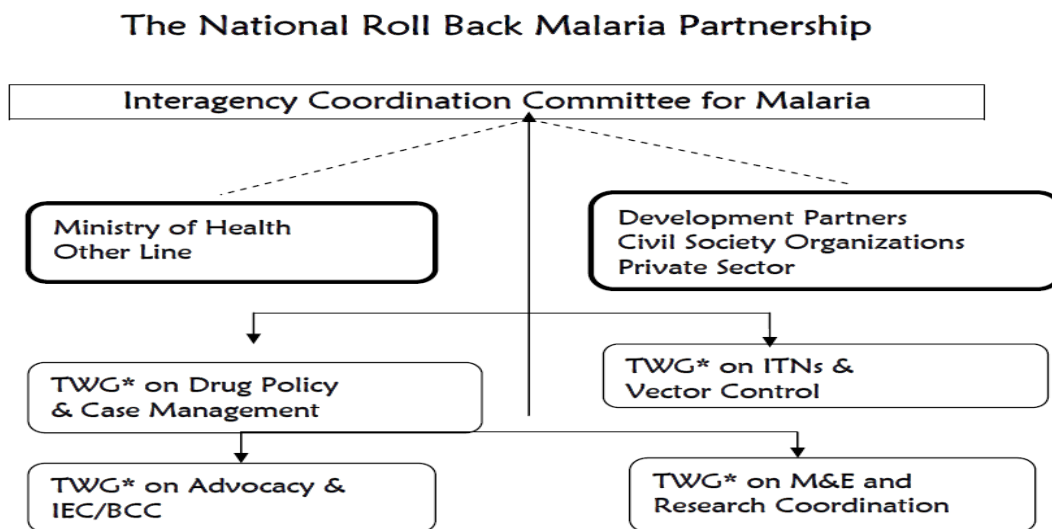 The National Roll Back Malaria Partnership
Interagency Coordination Committee for Malaria
Ministry of Health
Other Line
Development Partners
Civil Society Organizations
Private Sector
TWG* on Drug Policy
& Case Management
TWG* on ITNs &
Vector Control
TWG* on Advocacy &
IEC/BCC
TWG* on M&E and
Research Coordination